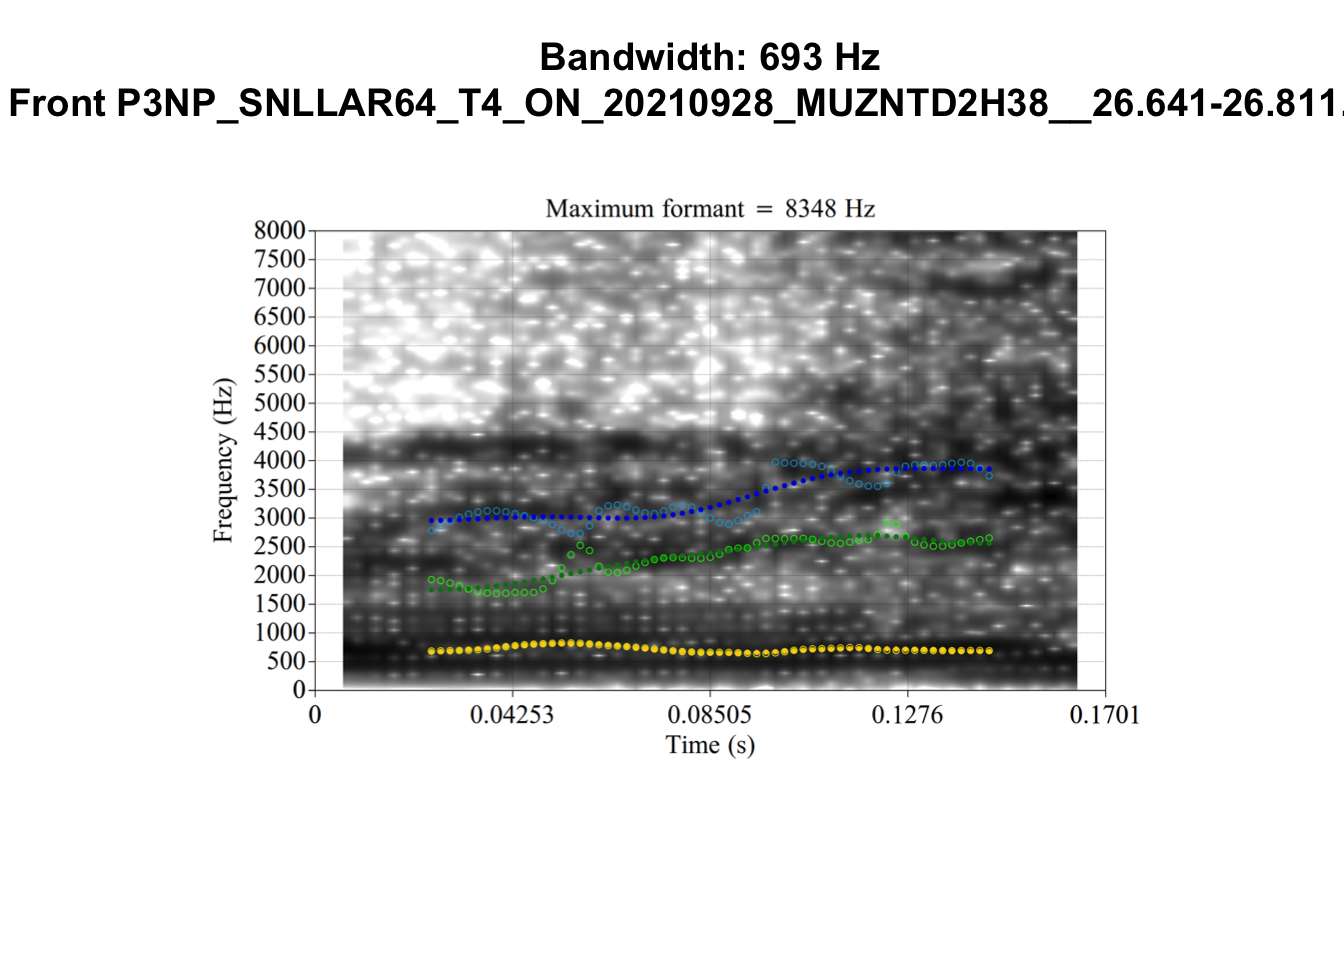 Bandwidth: 693 Hz
Front P3NP_SNLLAR64_T4_ON_20210928_MUZNTD2H38__26.641-26.811.
Maximum formant = 8348 Hz
8000
7500
7000
6500
6000
5500
5000
4500
4000
3500
3000
2500
2000
1500
1000
500
0
Frequency (Hz)
0 0.04253 0.08505 0.1276 0.1701
Time (s)